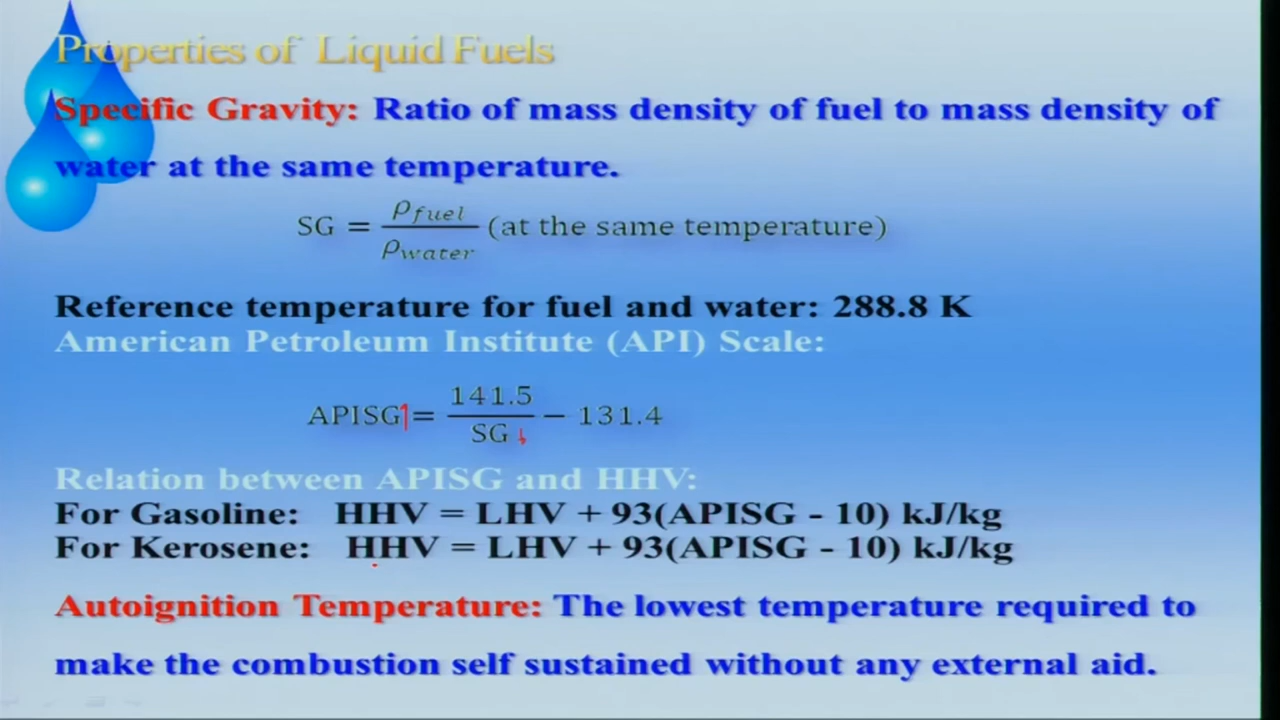 Properties of Liquid Fuels
Specific Gravity: Ratio of mass density of fuel to mass density of
water at the same temperature.
SG = ρfuel / ρwater (at the same temperature)
Reference temperature for fuel and water: 288.8 K
American Petroleum Institute (API) Scale:
APISG↑ = 141.5 / SG↓ − 131.4
Relation between APISG and HHV:
For Gasoline: HHV = LHV + 93(APISG - 10) kJ/kg
For Kerosene: HHV = LHV + 93(APISG - 10) kJ/kg
Autoignition Temperature: The lowest temperature required to
make the combustion self sustained without any external aid.